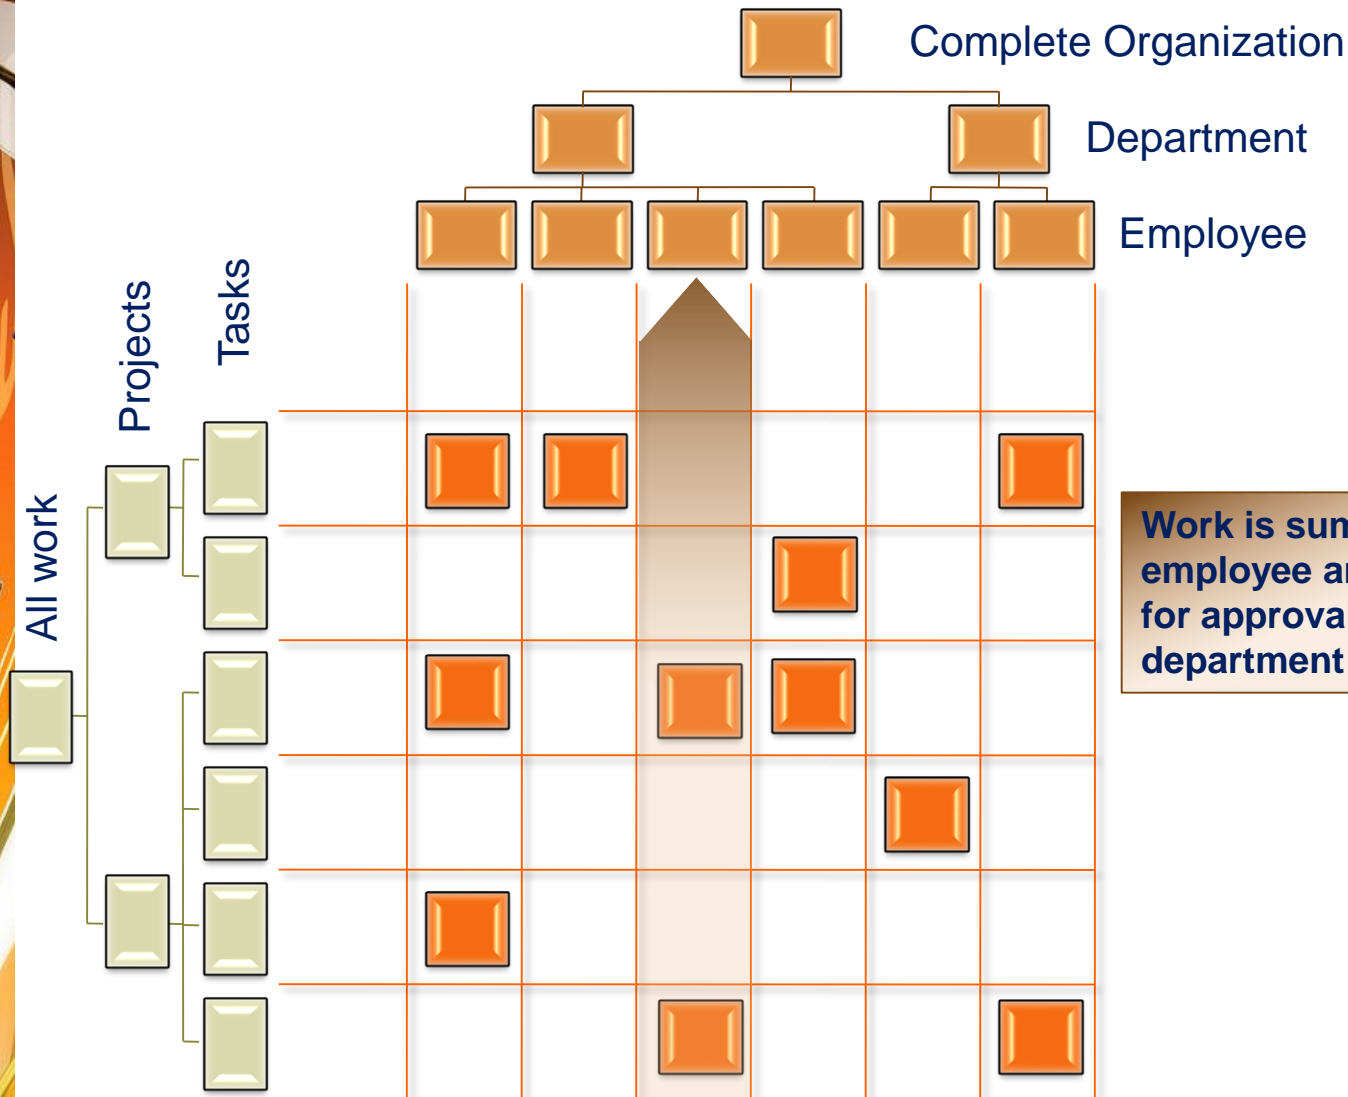 Complete Organization
Department
Employee
Tasks
Projects
All work
Work is sum
employee a
for approva
department